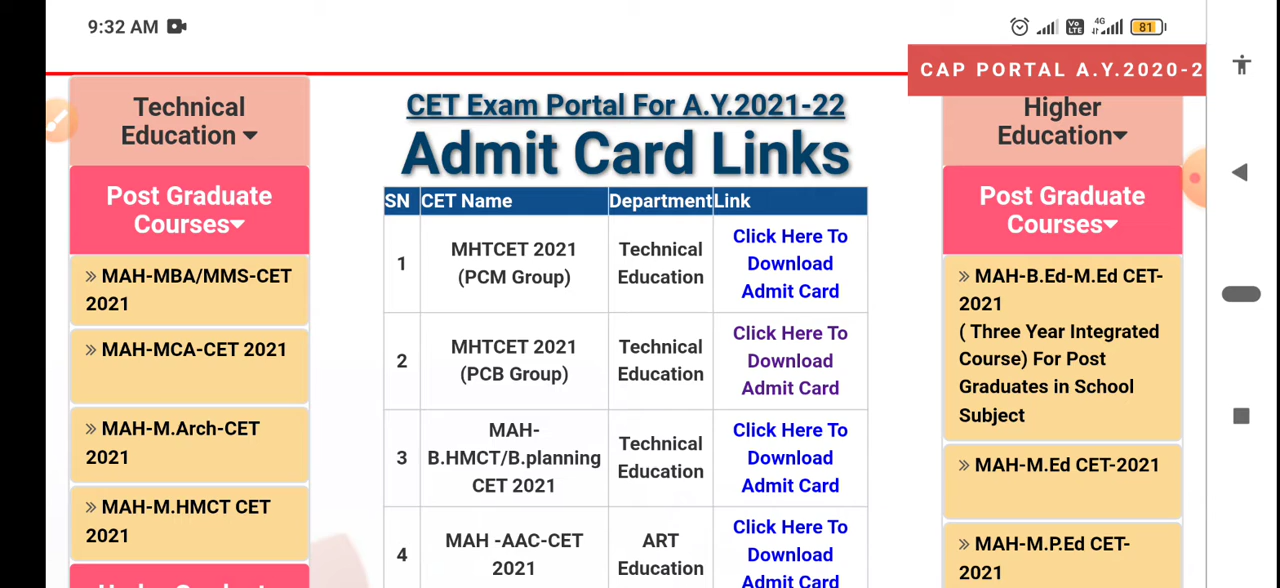 9:32 AM
Vo LTE
4G
81
CAP PORTAL A.Y.2020-2
Technical
Education
Post Graduate
Courses
» MAH-MBA/MMS-CET
2021
» MAH-MCA-CET 2021
» MAH-M.Arch-CET
2021
» MAH-M.HMCT CET
2021
CET Exam Portal For A.Y.2021-22
Admit Card Links
SN CET Name Department Link
1 MHTCET 2021 (PCM Group) Technical Education Click Here To Download Admit Card
2 MHTCET 2021 (PCB Group) Technical Education Click Here To Download Admit Card
3 MAH-B.HMCT/B.planning CET 2021 Technical Education Click Here To Download Admit Card
4 MAH -AAC-CET 2021 ART Education Click Here To Download Admit Card
Higher
Education
Post Graduate
Courses
» MAH-B.Ed-M.Ed CET-
2021
( Three Year Integrated
Course) For Post
Graduates in School
Subject
» MAH-M.Ed CET-2021
» MAH-M.P.Ed CET-
2021